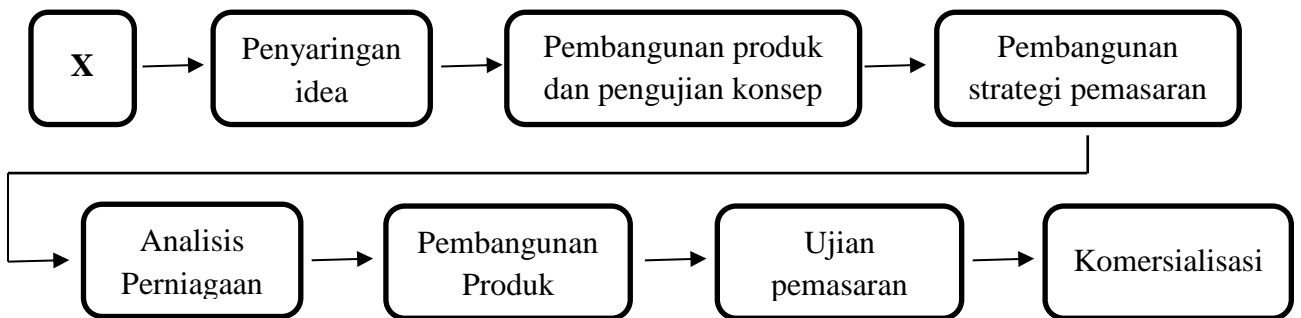 X
Penyaringan
idea
Pembangunan produk
dan pengujian konsep
Pembangunan
strategi pemasaran
Analisis
Perniagaan
Pembangunan
Produk
Ujian
pemasaran
Komersialisasi